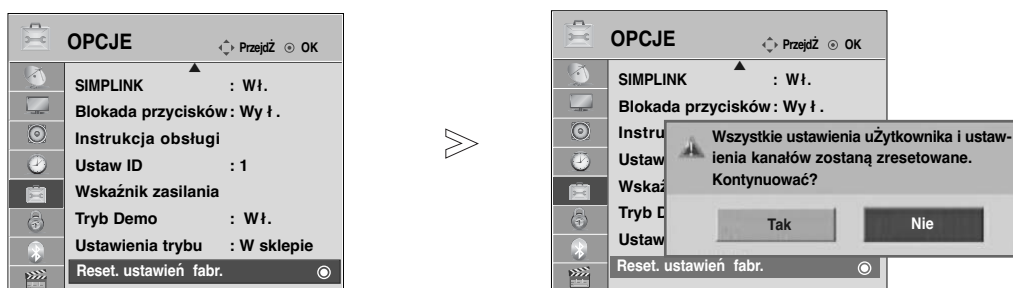 OPCJE
PrzejdŹ OK
SIMPLINK : Wł.
Blokada przycisków : Wy ł .
Instrukcja obsługi
Ustaw ID : 1
Wskaźnik zasilania
Tryb Demo : Wł.
Ustawienia trybu : W sklepie
Reset. ustawień fabr.
OPCJE
PrzejdŹ OK
SIMPLINK : Wł.
Blokada przycisków : Wy ł .
Instru
Ustaw
Wskaź
Tryb D
Ustaw
Reset. ustawień fabr.
Wszystkie ustawienia uŻytkownika i ustaw-
ienia kanałów zostaną zresetowane.
Kontynuować?
Tak
Nie